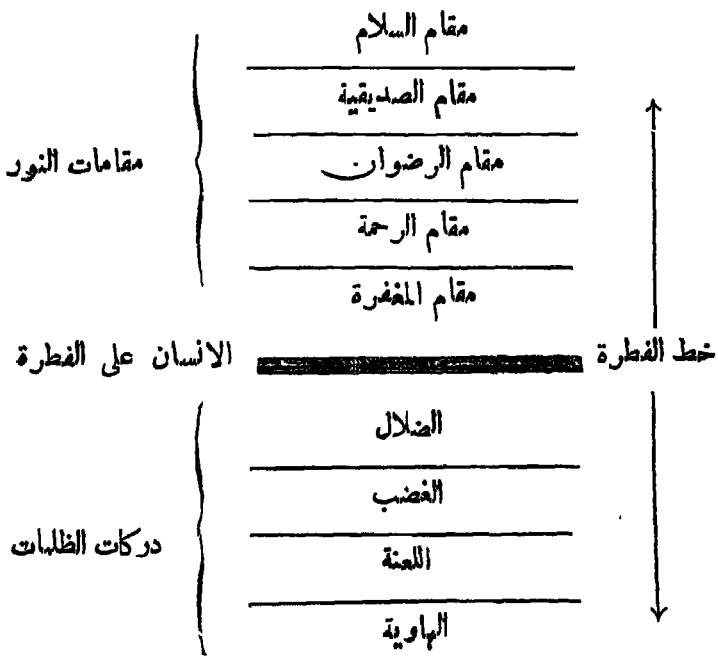 مقام السلام
مقام الصديقية
مقامات النور
مقام الرضوان
مقام الرحمة
مقام المغفرة
خط الفطرة
الانسان على الفطرة
الضلال
الغضب
دركات الظلمات
اللعنة
الهاوية